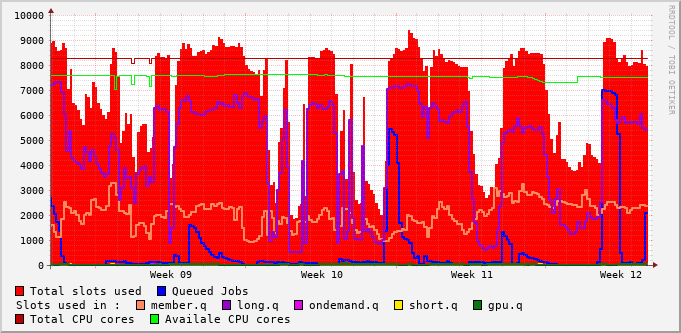 10000
9000
8000
7000
6000
5000
4000
3000
2000
1000
0
Week 09 Week 10 Week 11 Week 12
Total slots used Queued Jobs
Slots used in : member.q long.q ondemand.q short.q gpu.q
Total CPU cores Availale CPU cores
RRDTOOL / TOBI OETIKER